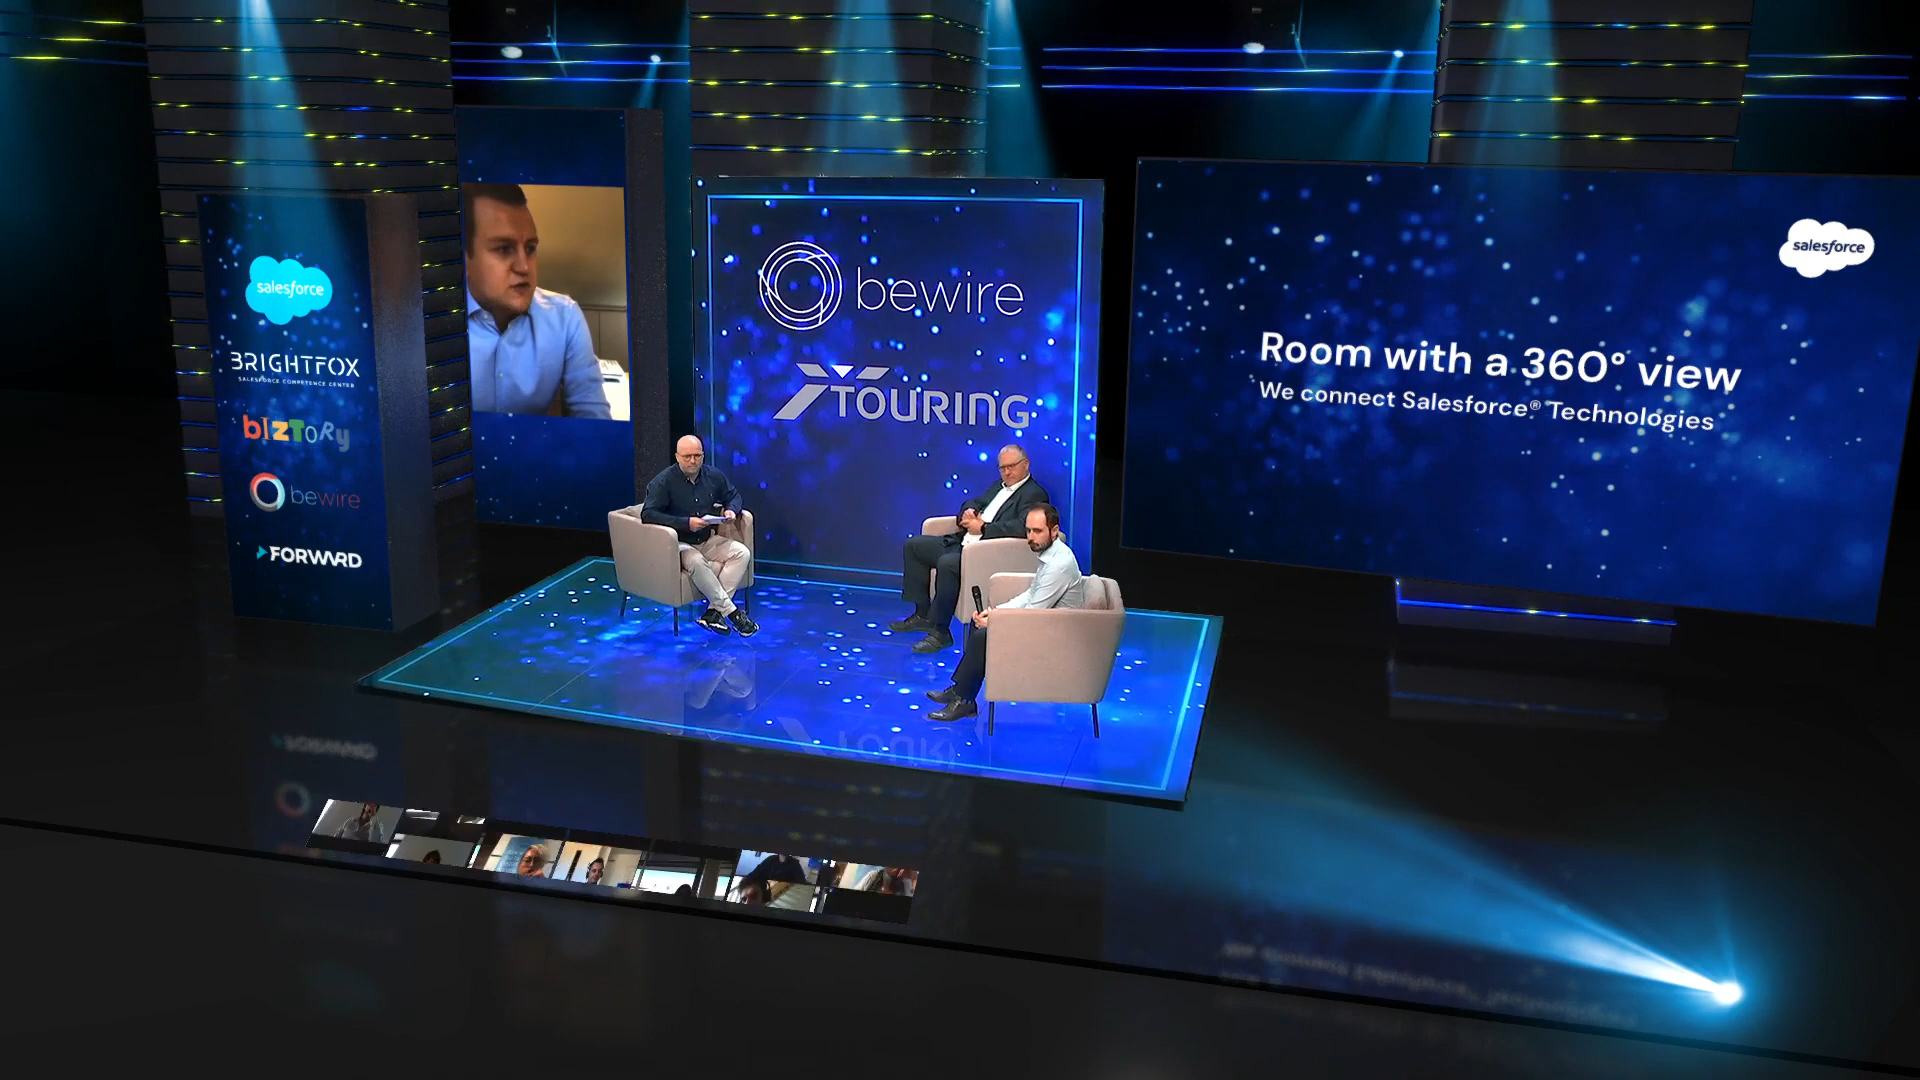 salesforce
BRIGHTFOX
SALESFORCE COMPETENCE CENTER
bIZTORy
bewire
FORWARD
bewire
TOURING
salesforce
Room with a 360° view
We connect Salesforce® Technologies